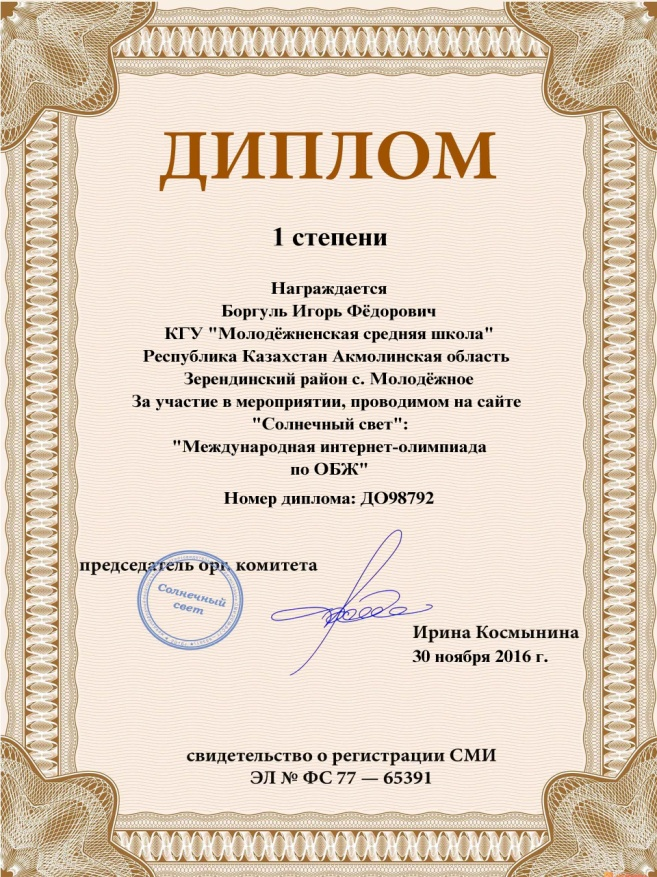 ДИПЛОМ
1 степени
Награждается
Боргуль Игорь Фёдорович
КГУ "Молодёжненская средняя школа"
Республика Казахстан Акмолинская область
Зерендинский район с. Молодёжное
За участие в мероприятии, проводимом на сайте
"Солнечный свет":
"Международная интернет-олимпиада
по ОБЖ"
Номер диплома: ДО98792
председатель орг. комитета
Солнечный
свет
Ирина Космынина
30 ноября 2016 г.
свидетельство о регистрации СМИ
ЭЛ № ФС 77 — 65391